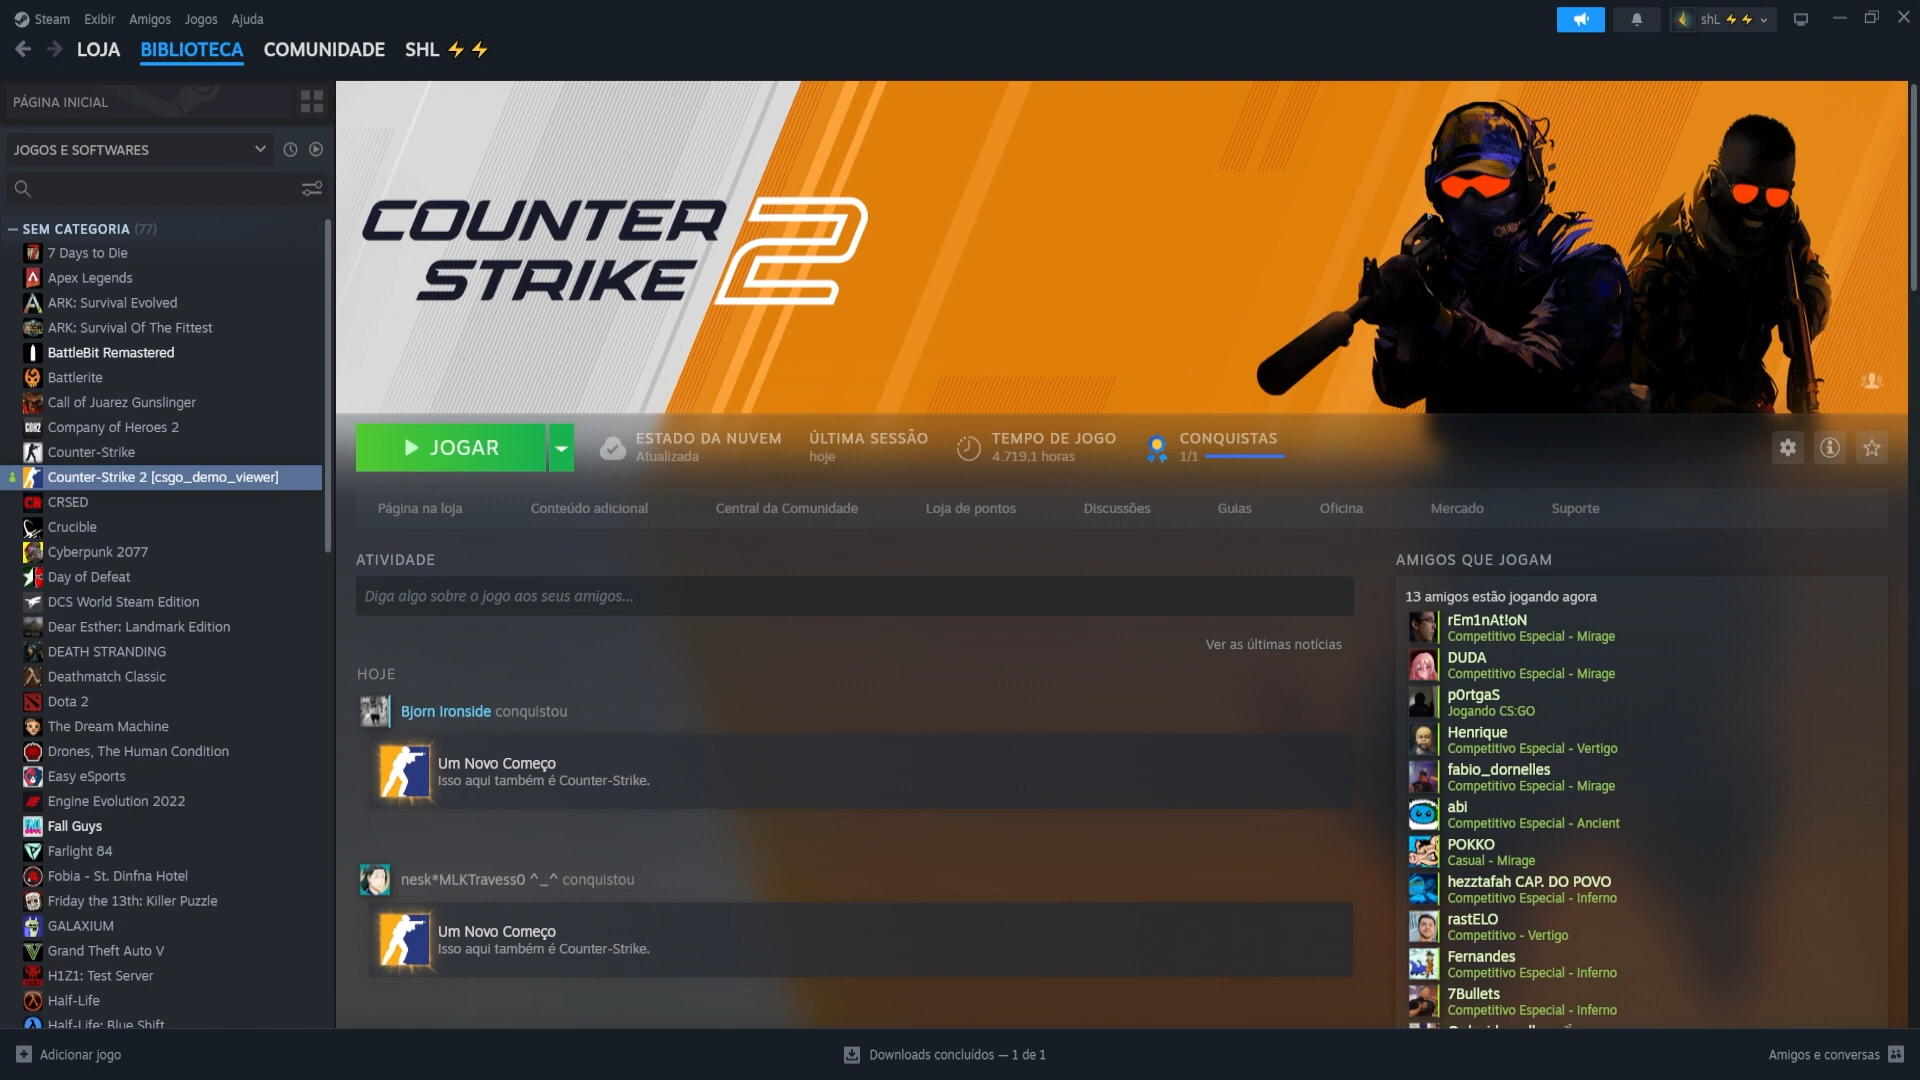 Steam Exibir Amigos Jogos Ajuda
shL ⚡⚡
LOJA BIBLIOTECA COMUNIDADE SHL ⚡⚡
PÁGINA INICIAL
JOGOS E SOFTWARES
SEM CATEGORIA (77)
7 Days to Die
Apex Legends
ARK: Survival Evolved
ARK: Survival Of The Fittest
BattleBit Remastered
Battlerite
Call of Juarez Gunslinger
Company of Heroes 2
Counter-Strike
Counter-Strike 2 [csgo_demo_viewer]
CRSED
Crucible
Cyberpunk 2077
Day of Defeat
DCS World Steam Edition
Dear Esther: Landmark Edition
DEATH STRANDING
Deathmatch Classic
Dota 2
The Dream Machine
Drones, The Human Condition
Easy eSports
Engine Evolution 2022
Fall Guys
Farlight 84
Fobia - St. Dinfna Hotel
Friday the 13th: Killer Puzzle
GALAXIUM
Grand Theft Auto V
H1Z1: Test Server
Half-Life
Half-Life: Blue Shift
COUNTER
STRIKE 2
JOGAR
ESTADO DA NUVEM
Atualizada
ÚLTIMA SESSÃO
hoje
TEMPO DE JOGO
4.719,1 horas
CONQUISTAS
1/1
Página na loja Conteúdo adicional Central da Comunidade Loja de pontos Discussões Guias Oficina Mercado Suporte
ATIVIDADE
Diga algo sobre o jogo aos seus amigos...
Ver as últimas notícias
HOJE
Bjorn Ironside conquistou
Um Novo Começo
Isso aqui também é Counter-Strike.
nesk*MLKTravess0 ^_^ conquistou
Um Novo Começo
Isso aqui também é Counter-Strike.
AMIGOS QUE JOGAM
13 amigos estão jogando agora
rEm1nAt!oN
Competitivo Especial - Mirage
DUDA
Competitivo Especial - Mirage
p0rtgaS
Jogando CS:GO
Henrique
Competitivo Especial - Vertigo
fabio_dornelles
Competitivo Especial - Mirage
abi
Competitivo Especial - Ancient
POKKO
Casual - Mirage
hezztafah CAP. DO POVO
Competitivo Especial - Inferno
rastELO
Competitivo - Vertigo
Fernandes
Competitivo Especial - Inferno
7Bullets
Competitivo Especial - Inferno
Adicionar jogo
Downloads concluídos — 1 de 1
Amigos e conversas